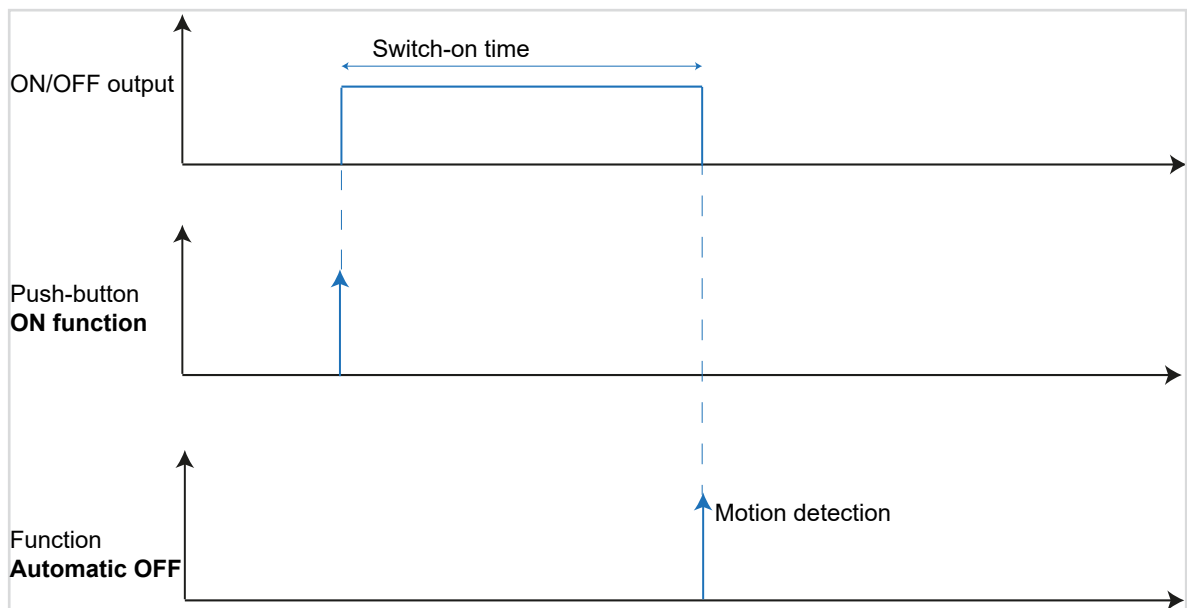 Switch-on time
ON/OFF output
Push-button
ON function
Motion detection
Function
Automatic OFF